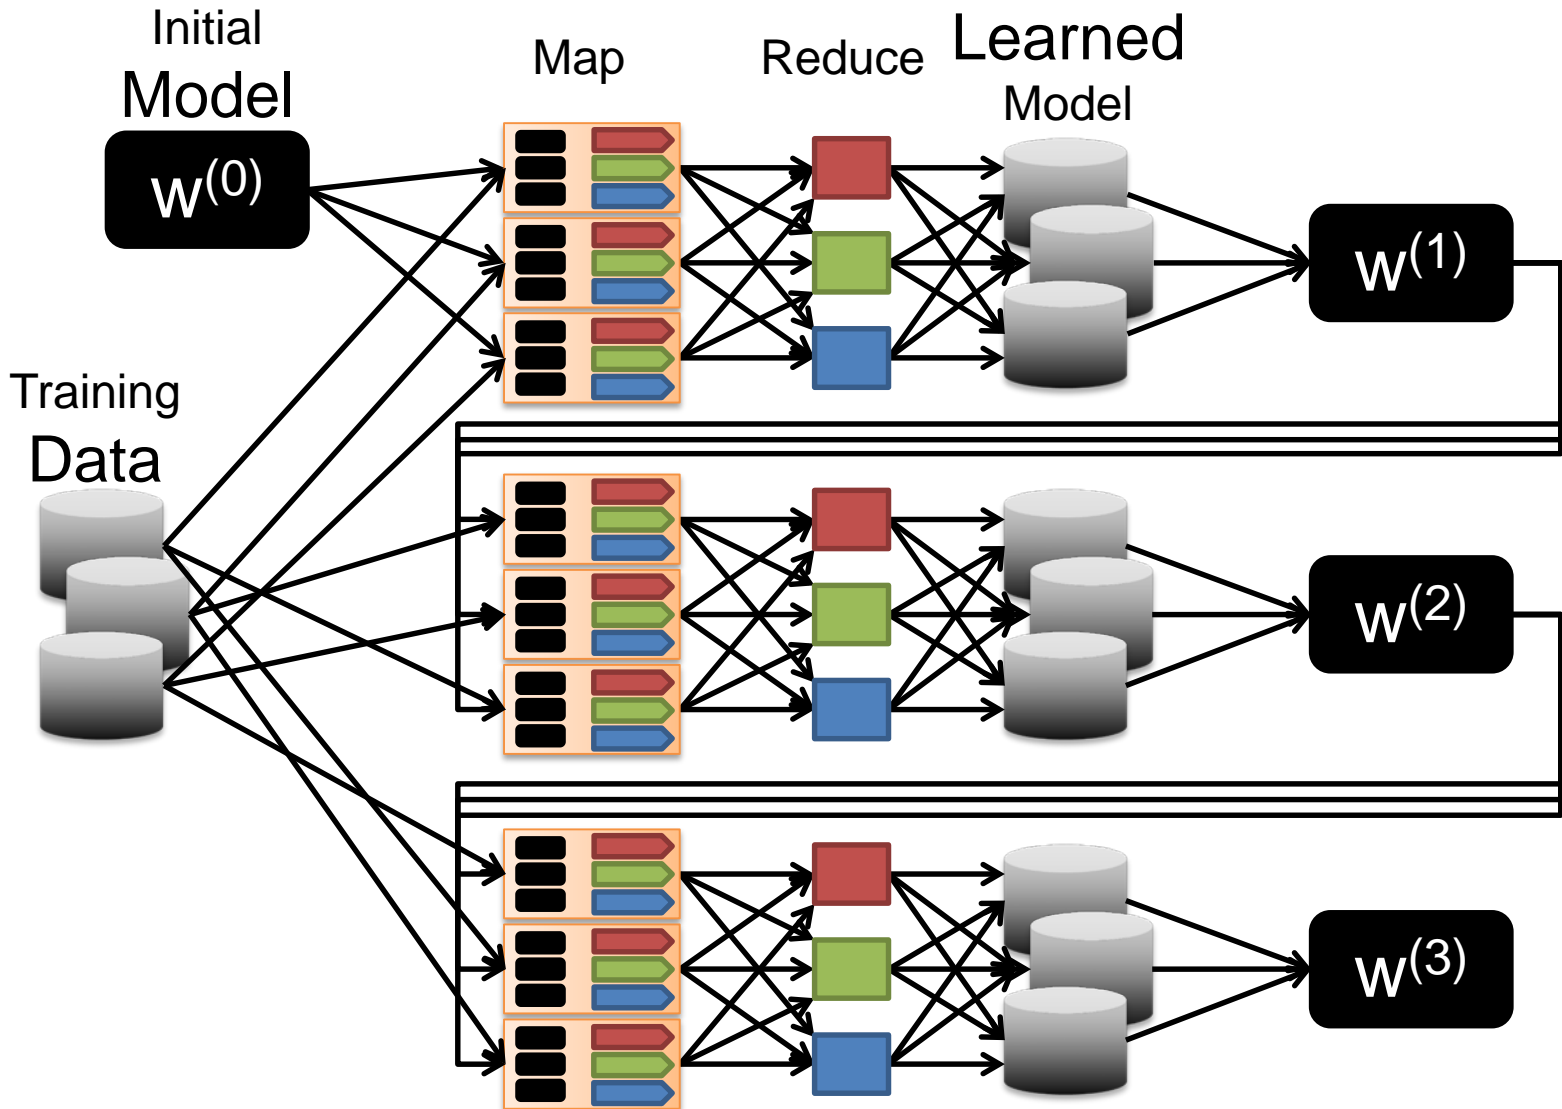 Initial
Model
w(0)
Map
Reduce
Learned
Model
w(1)
Training
Data
w(2)
w(3)